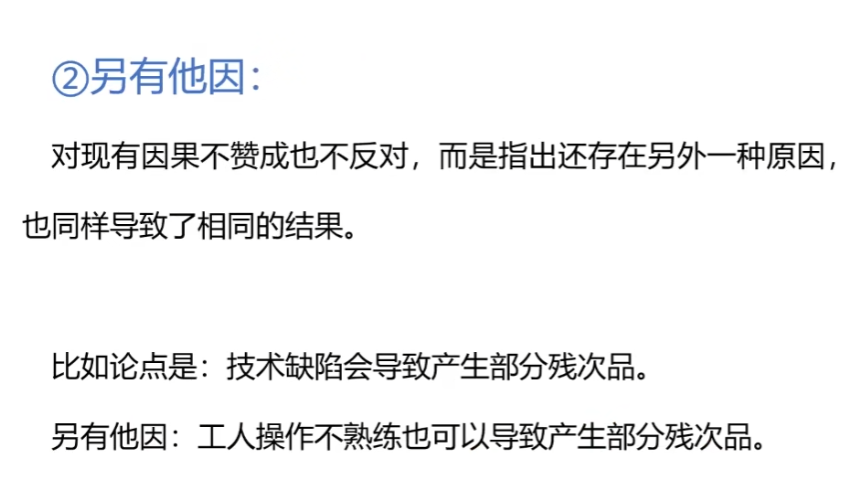 ②另有他因：
对现有因果不赞成也不反对，而是指出还存在另外一种原因，
也同样导致了相同的结果。
比如论点是：技术缺陷会导致产生部分残次品。
另有他因：工人操作不熟练也可以导致产生部分残次品。